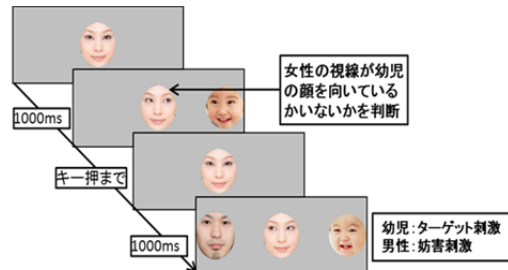 女性の視線が幼児
の顔を向いている
かいないかを判断
1000ms
キー押まで
1000ms
幼児:ターゲット刺激
男性:妨害刺激